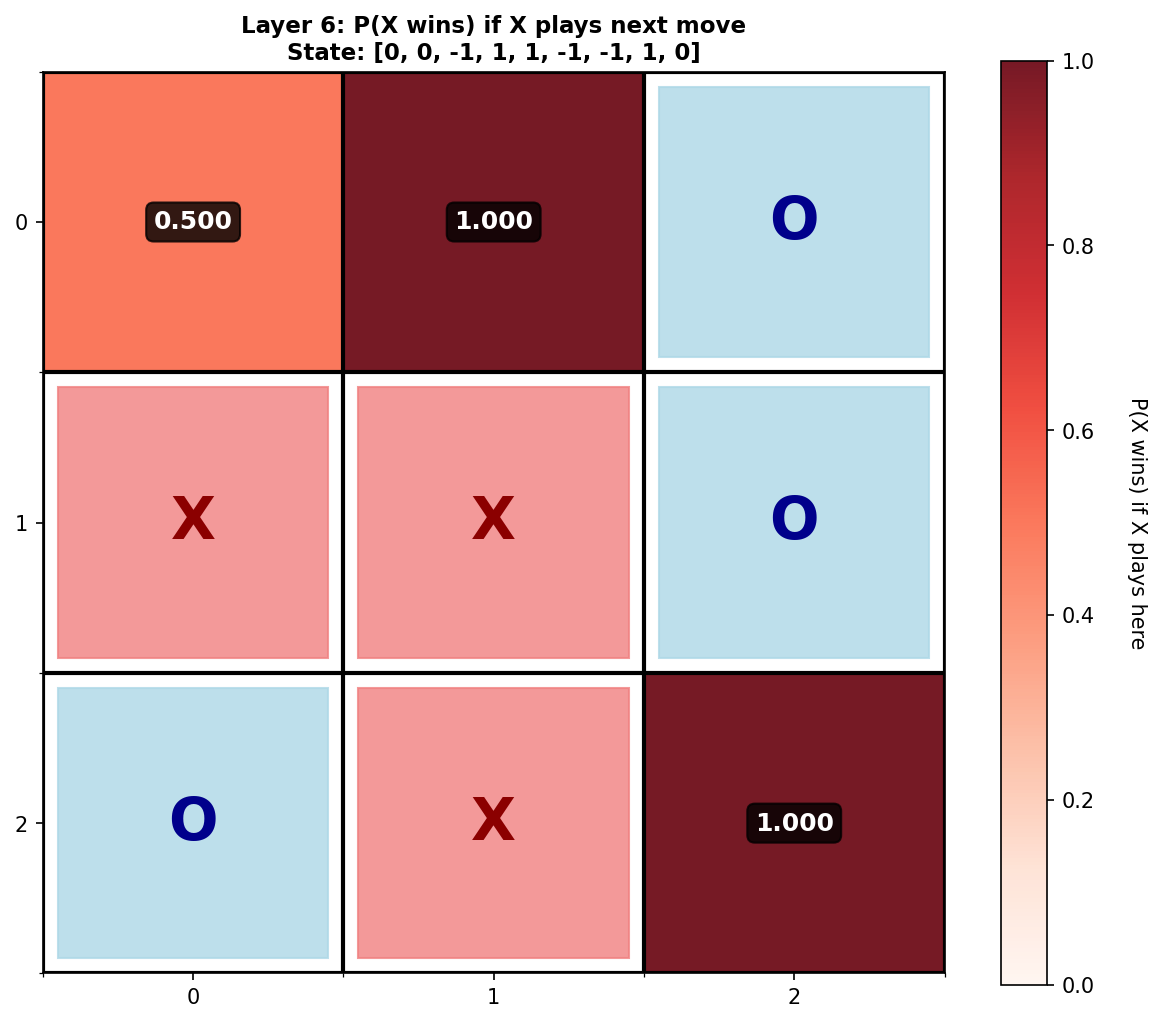 Layer 6: P(X wins) if X plays next move
State: [0, 0, -1, 1, 1, -1, -1, 1, 0]
0
0.500
1.000
O
1
X
X
O
2
O
X
1.000
0
1
2
1.0
0.8
0.6
0.4
0.2
0.0
P(X wins) if X plays here